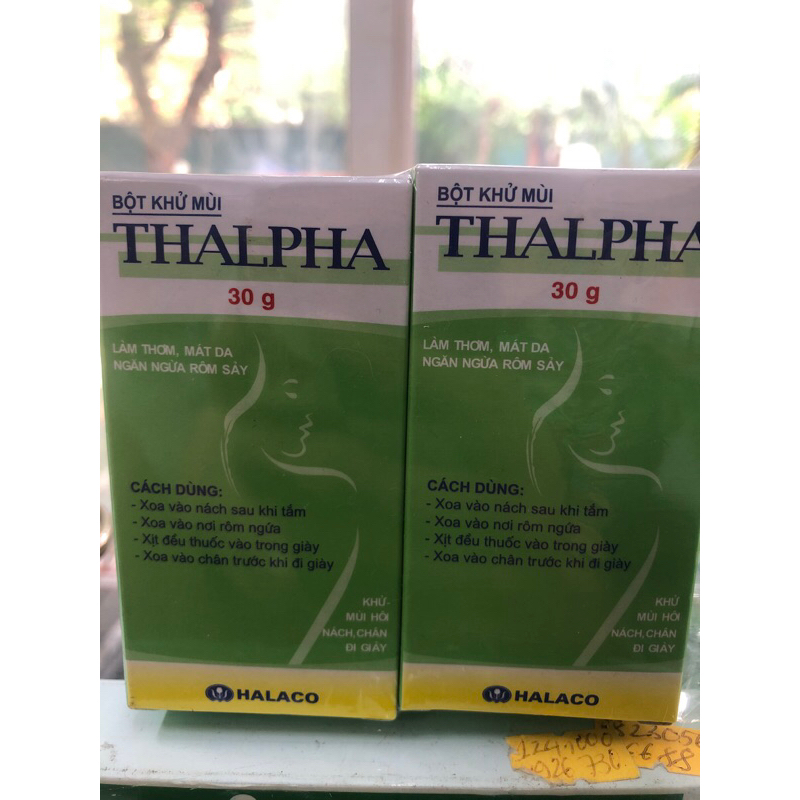 BỘT KHỬ MÙI
THALPHA
30 g
LÀM THƠM, MÁT DA
NGĂN NGỪA RÔM SẢY
CÁCH DÙNG:
- Xoa vào nách sau khi tắm
- Xoa vào nơi rôm ngứa
- Xịt đều thuốc vào trong giày
- Xoa vào chân trước khi đi giày
KHỬ
MÙI HÔI
NÁCH, CHÂN
ĐI GIÀY
HALACO
BỘT KHỬ MÙI
THALPHA
30 g
LÀM THƠM, MÁT DA
NGĂN NGỪA RÔM SẢY
CÁCH DÙNG:
- Xoa vào nách sau khi tắm
- Xoa vào nơi rôm ngứa
- Xịt đều thuốc vào trong giày
- Xoa vào chân trước khi đi giày
KHỬ
MÙI HÔI
NÁCH, CHÂN
ĐI GIÀY
HALACO